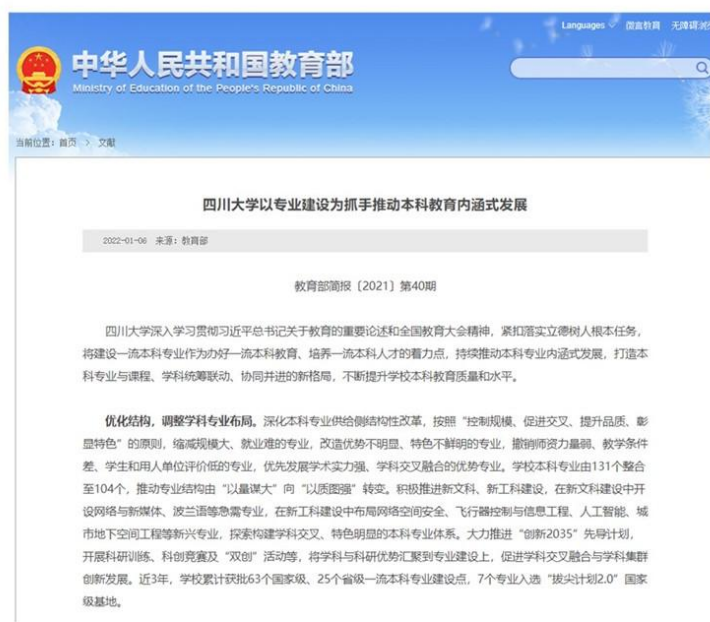 Languages 微言教育 无障碍浏
中华人民共和国教育部
Ministry of Education of the People's Republic of China
当前位置：首页 > 文献
四川大学以专业建设为抓手推动本科教育内涵式发展
2022-01-06 来源：教育部
教育部简报〔2021〕第40期
四川大学深入学习贯彻习近平总书记关于教育的重要论述和全国教育大会精神，紧扣落实立德树人根本任务，
将建设一流本科专业作为办好一流本科教育、培养一流本科人才的着力点，持续推动本科专业内涵式发展，打造本
科专业与课程、学科统筹联动、协同并进的新格局，不断提升学校本科教育质量和水平。
优化结构，调整学科专业布局。深化本科专业供给侧结构性改革，按照“控制规模、促进交叉、提升品质、彰
显特色”的原则，缩减规模大、就业难的专业，改造优势不明显、特色不鲜明的专业，撤销师资力量弱、教学条件
差、学生和用人单位评价低的专业，优先发展学术实力强、学科交叉融合的优势专业。学校本科专业由131个整合
至104个，推动专业结构由“以量谋大”向“以质图强”转变。积极推进新文科、新工科建设，在新文科建设中开
设网络与新媒体、波兰语等急需专业，在新工科建设中布局网络空间安全、飞行器控制与信息工程、人工智能、城
市地下空间工程等新兴专业，探索构建学科交叉、特色明显的本科专业体系。大力推进“创新2035”先导计划，
开展科研训练、科创竞赛及“双创”活动等，将学科与科研优势汇聚到专业建设上，促进学科交叉融合与学科集群
创新发展。近3年，学校累计获批63个国家级、25个省级一流本科专业建设点，7个专业入选“拔尖计划2.0”国家
级基地。